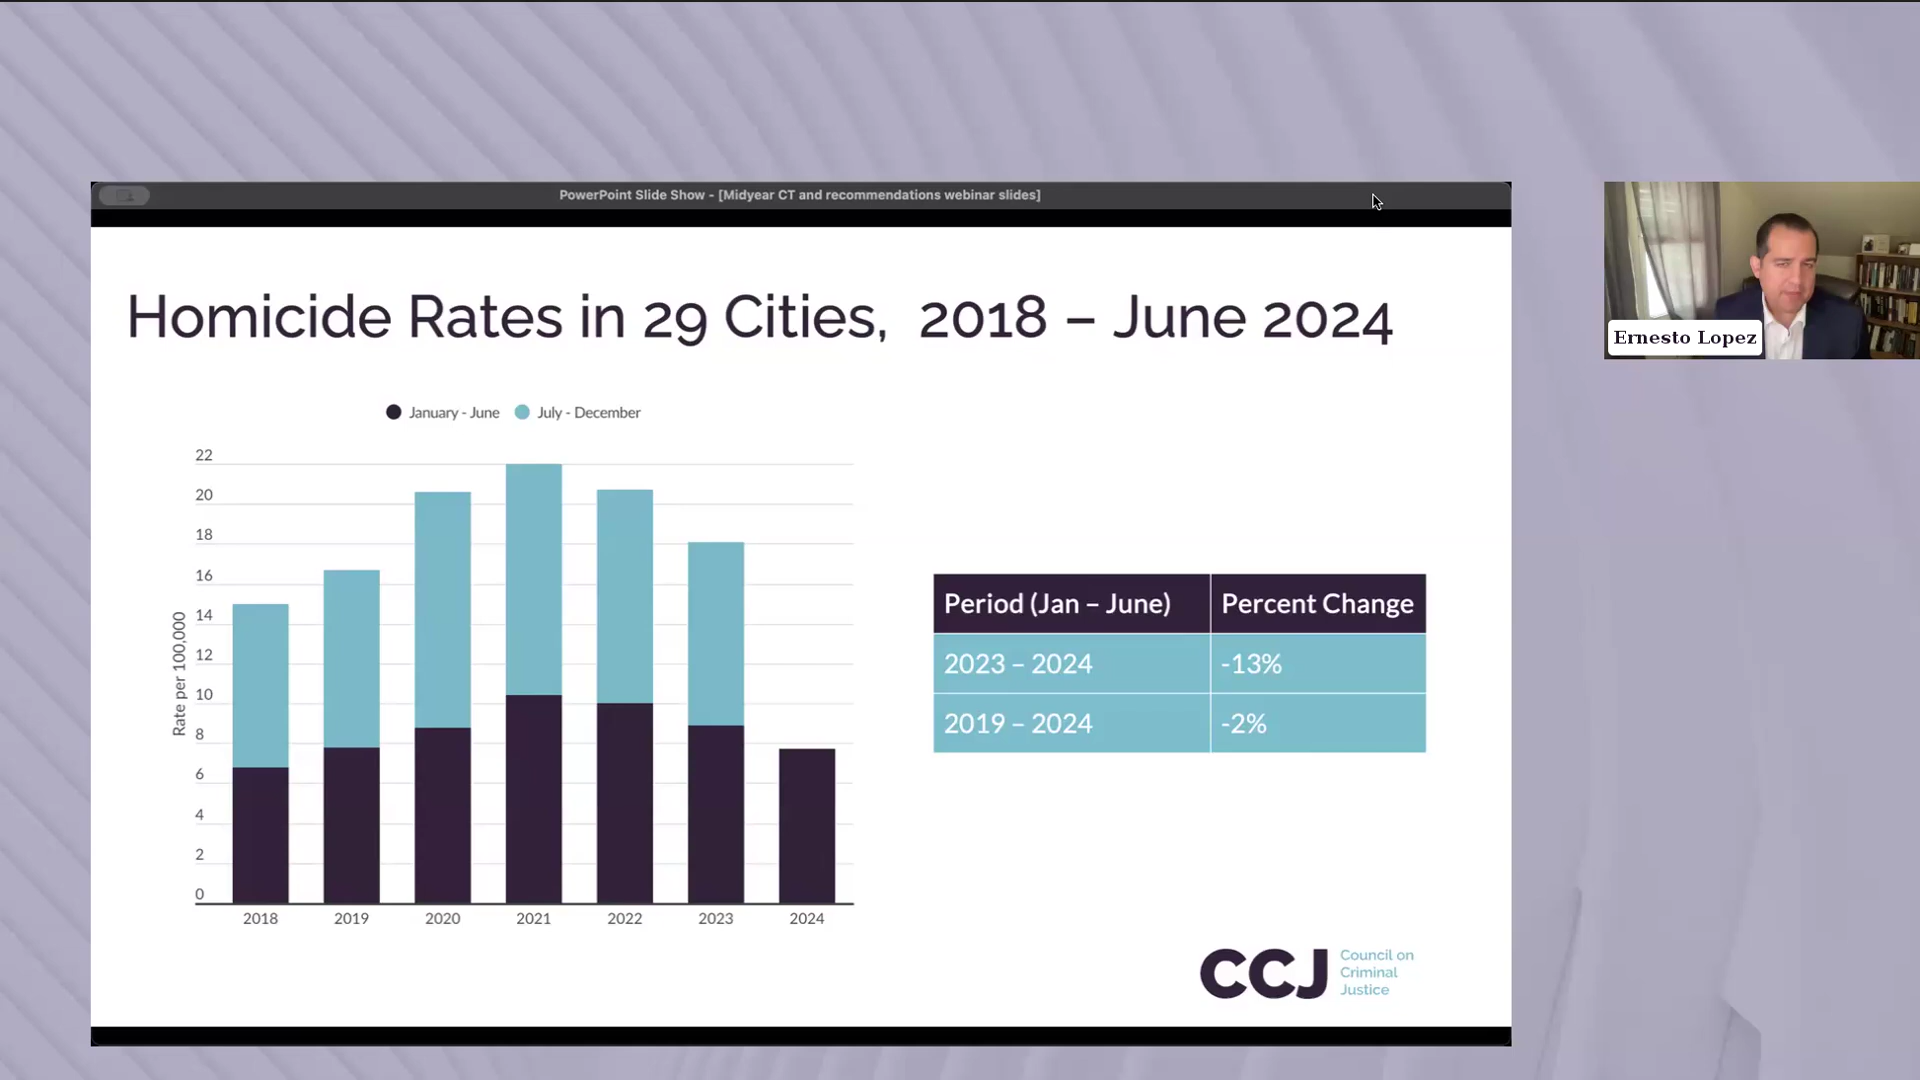 PowerPoint Slide Show - [Midyear CT and recommendations webinar slides]
Homicide Rates in 29 Cities, 2018 – June 2024
January - June
July - December
Rate per 100,000
22
20
18
16
14
12
10
8
6
4
2
0
2018
2019
2020
2021
2022
2023
2024
Period (Jan – June) Percent Change
2023 – 2024 -13%
2019 – 2024 -2%
CCJ
Council on
Criminal
Justice
Ernesto Lopez